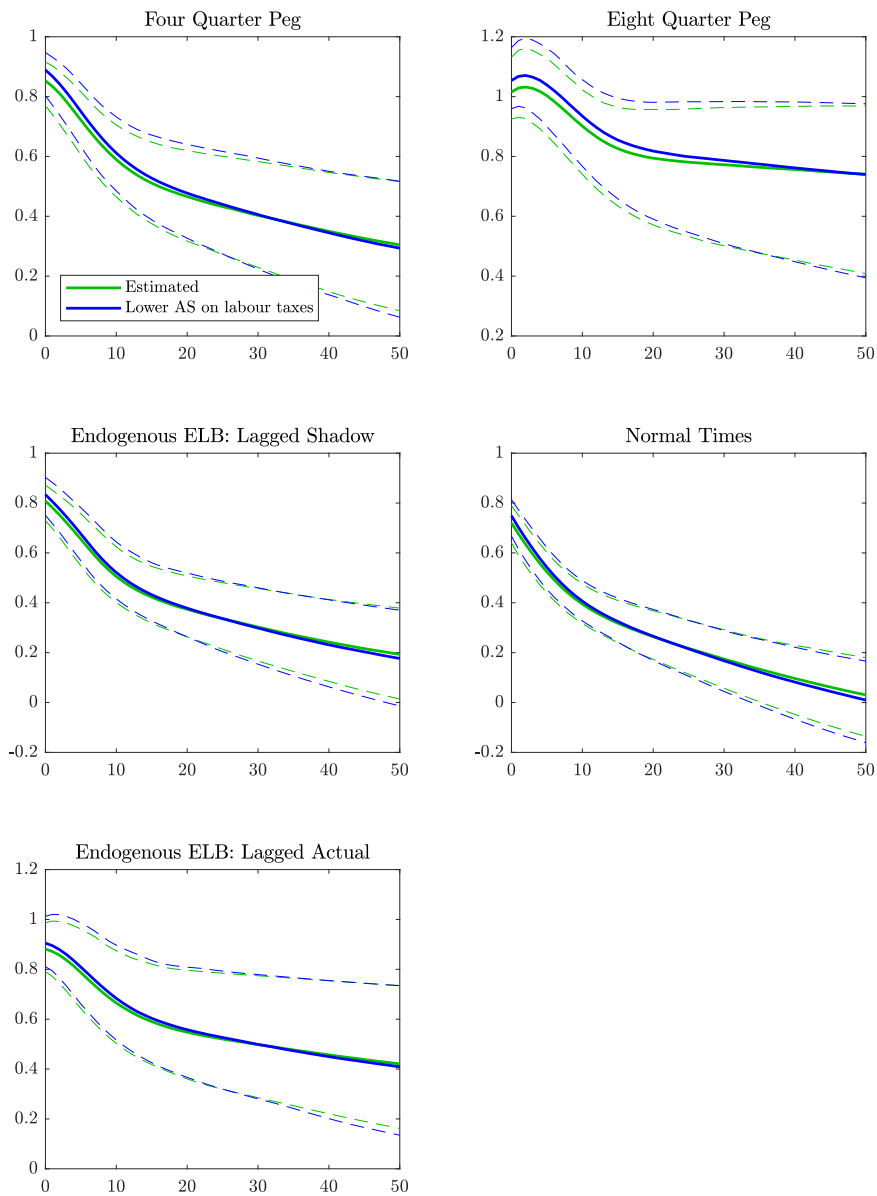 Four Quarter Peg
1
0.8
0.6
0.4
0.2
0
Estimated
Lower AS on labour taxes
0 10 20 30 40 50
Eight Quarter Peg
1.2
1
0.8
0.6
0.4
0.2
0 10 20 30 40 50
Endogenous ELB: Lagged Shadow
1
0.8
0.6
0.4
0.2
0
-0.2
0 10 20 30 40 50
Normal Times
1
0.8
0.6
0.4
0.2
0
-0.2
0 10 20 30 40 50
Endogenous ELB: Lagged Actual
1.2
1
0.8
0.6
0.4
0.2
0
0 10 20 30 40 50